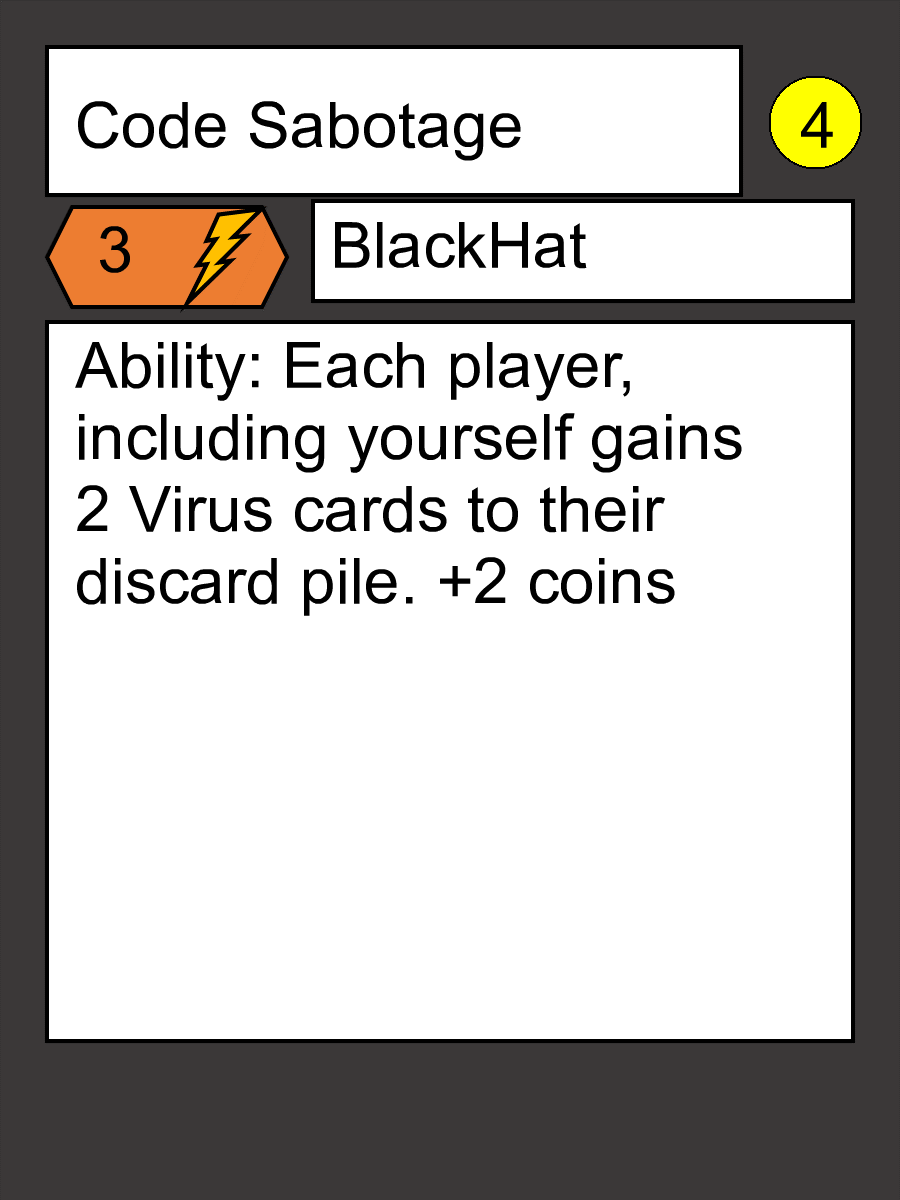 Code Sabotage
4
3
BlackHat
Ability: Each player,
including yourself gains
2 Virus cards to their
discard pile. +2 coins